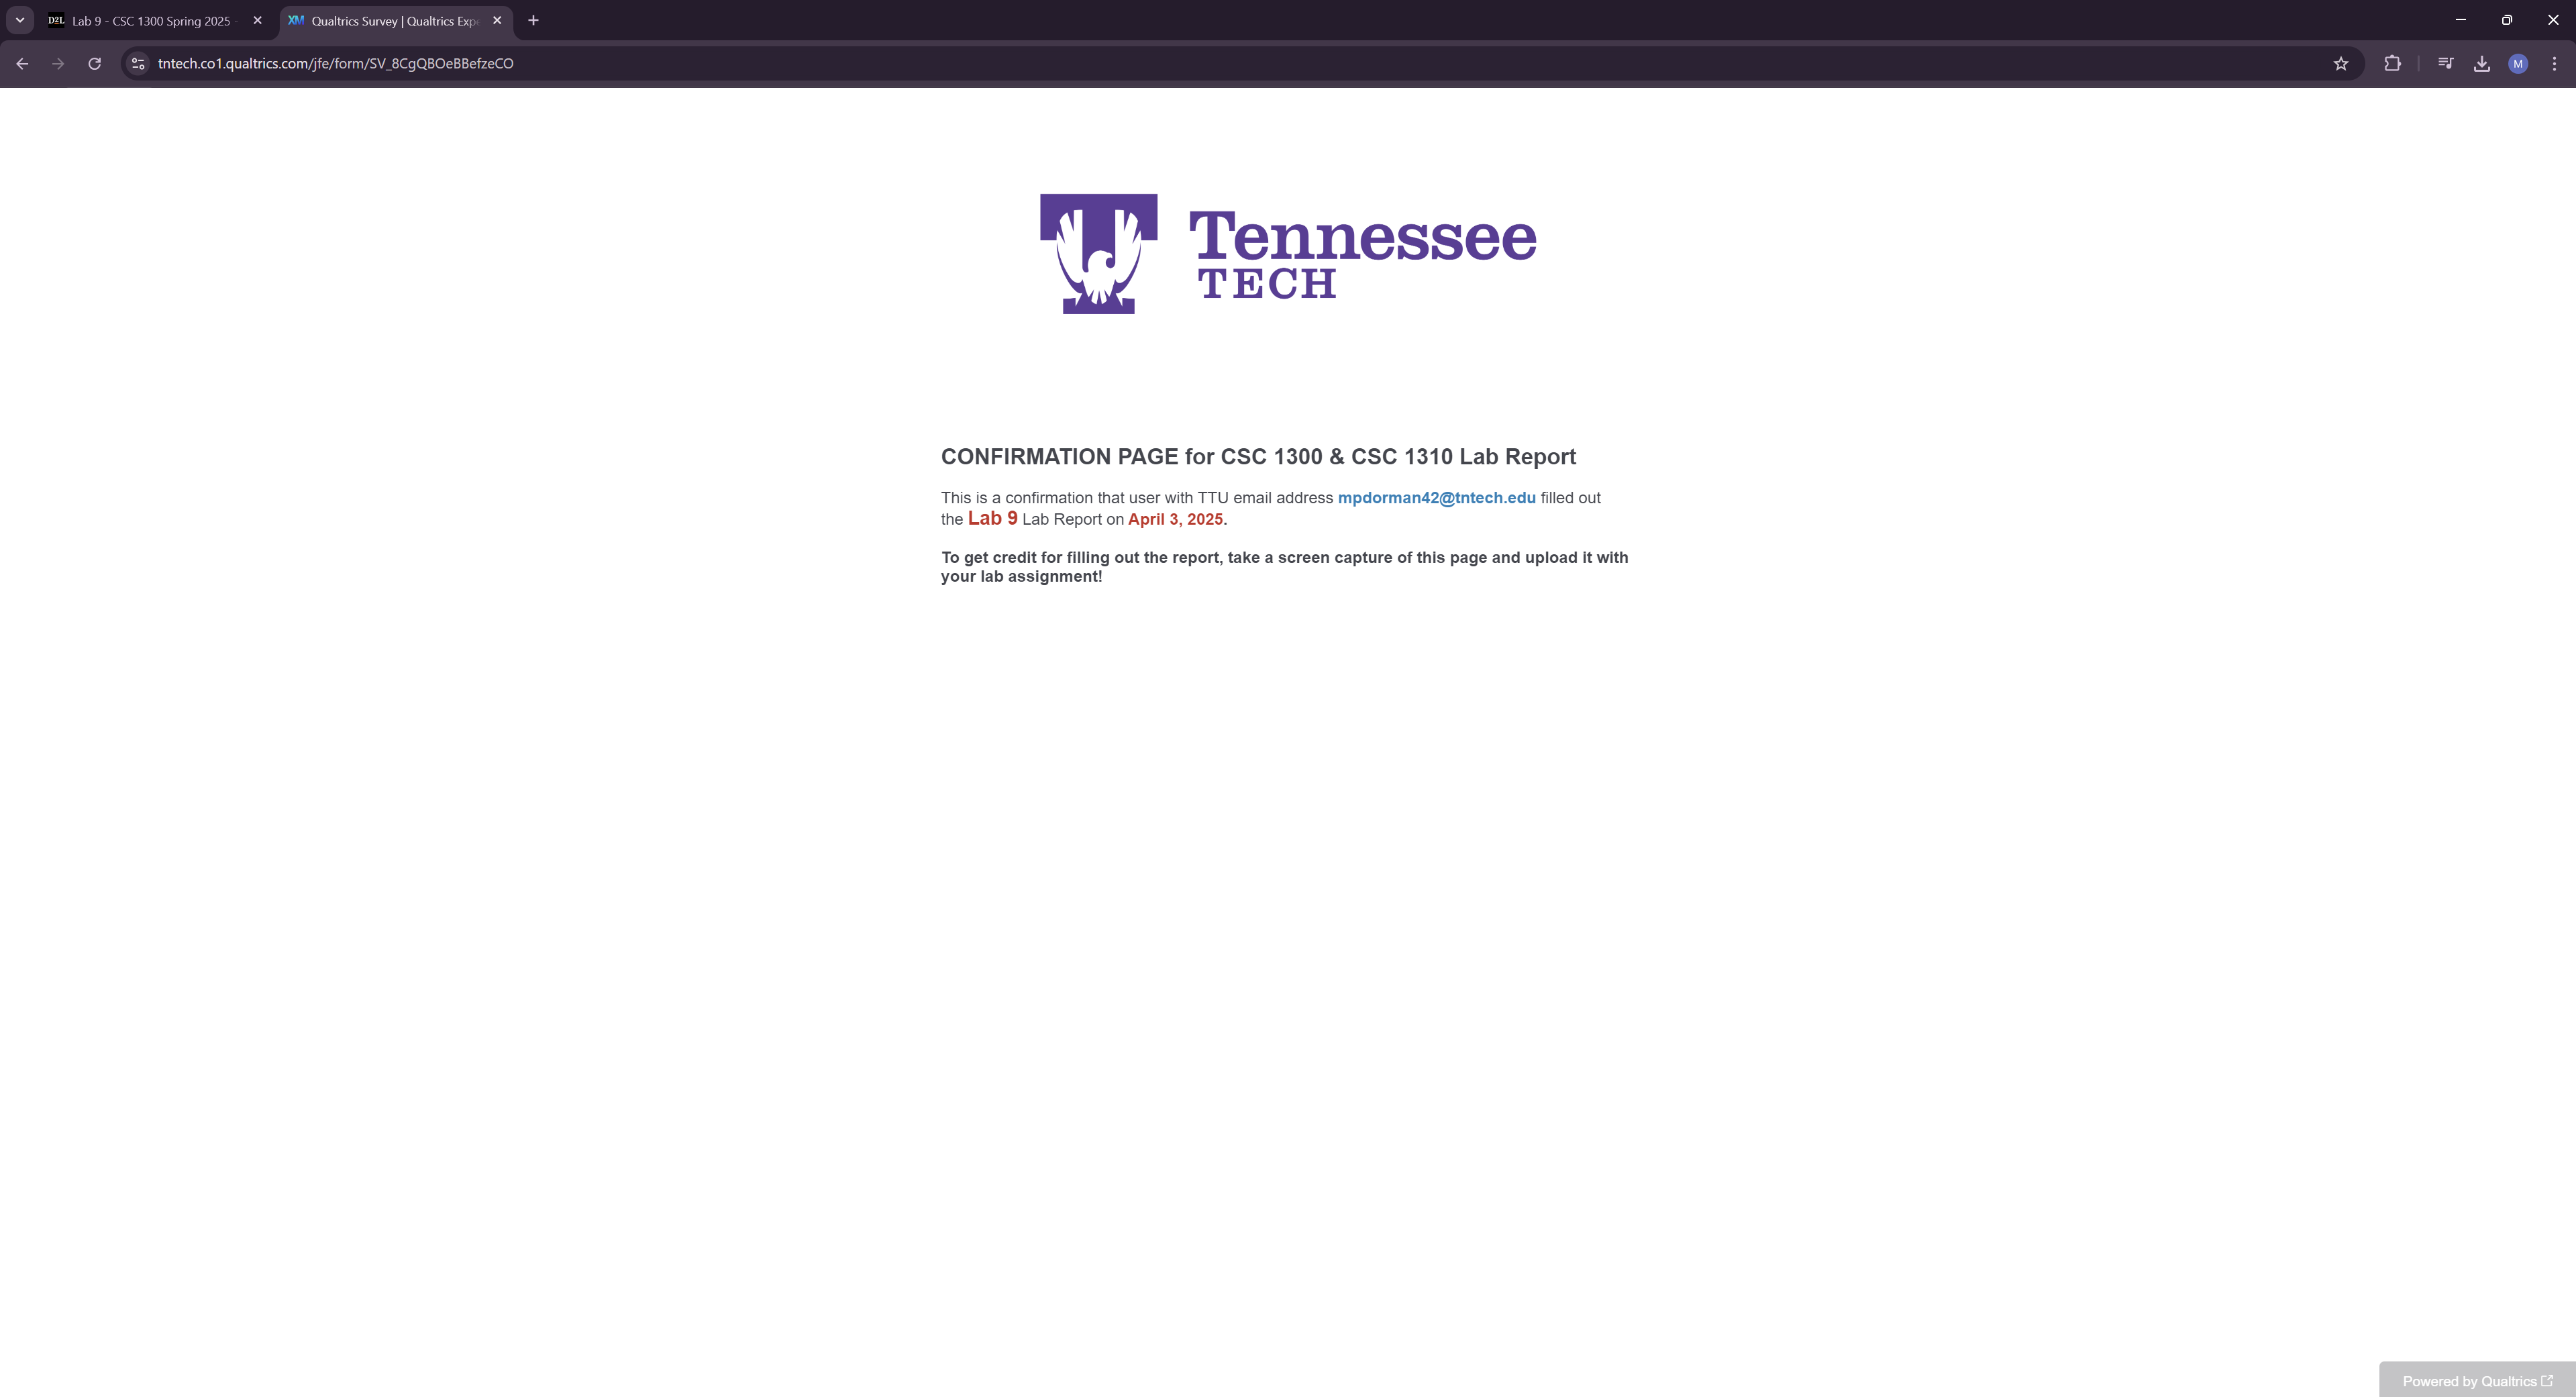 D2L Lab 9 - CSC 1300 Spring 2025 -
XM Qualtrics Survey | Qualtrics Expe
tntech.co1.qualtrics.com/jfe/form/SV_8CgQBOeBBefzeCO
M
Tennessee
TECH
CONFIRMATION PAGE for CSC 1300 & CSC 1310 Lab Report
This is a confirmation that user with TTU email address mpdorman42@tntech.edu filled out
the Lab 9 Lab Report on April 3, 2025.
To get credit for filling out the report, take a screen capture of this page and upload it with
your lab assignment!
Powered by Qualtrics